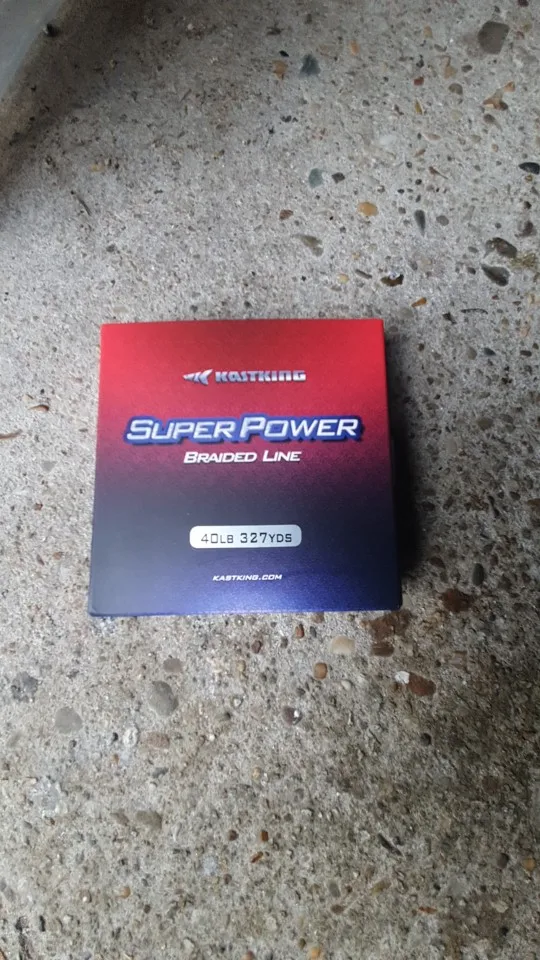 KASTKING
SUPER POWER
BRAIDED LINE
40LB 327YDS
KASTKING.COM